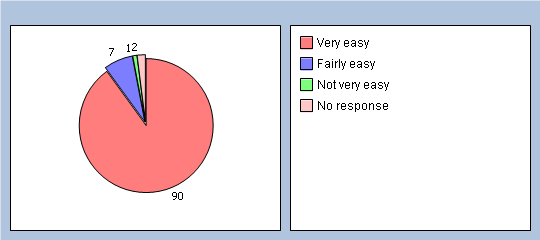 7
1
2
90
Very easy
Fairly easy
Not very easy
No response